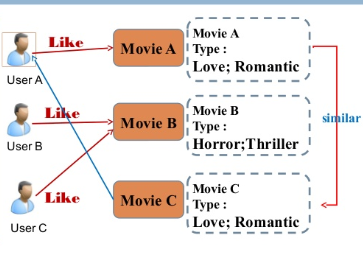 Like
Movie A
Movie A
Type :
Love; Romantic
User A
Like
Movie B
Movie B
Type :
Horror;Thriller
similar
User B
Like
Movie C
Movie C
Type :
Love; Romantic
User C